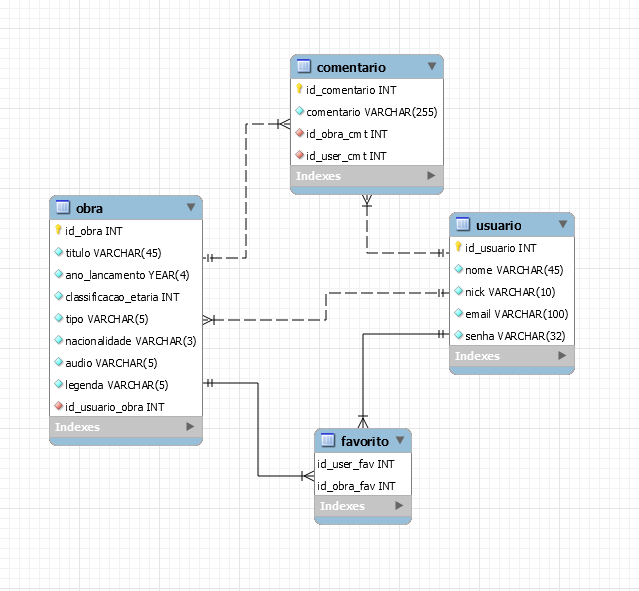 comentario
id_comentario INT
comentario VARCHAR(255)
id_obra_cmt INT
id_user_cmt INT
Indexes
obra
id_obra INT
titulo VARCHAR(45)
ano_lancamento YEAR(4)
classificacao_etaria INT
tipo VARCHAR(5)
nacionalidade VARCHAR(3)
audio VARCHAR(5)
legenda VARCHAR(5)
id_usuario_obra INT
Indexes
usuario
id_usuario INT
nome VARCHAR(45)
nick VARCHAR(10)
email VARCHAR(100)
senha VARCHAR(32)
Indexes
favorito
id_user_fav INT
id_obra_fav INT
Indexes